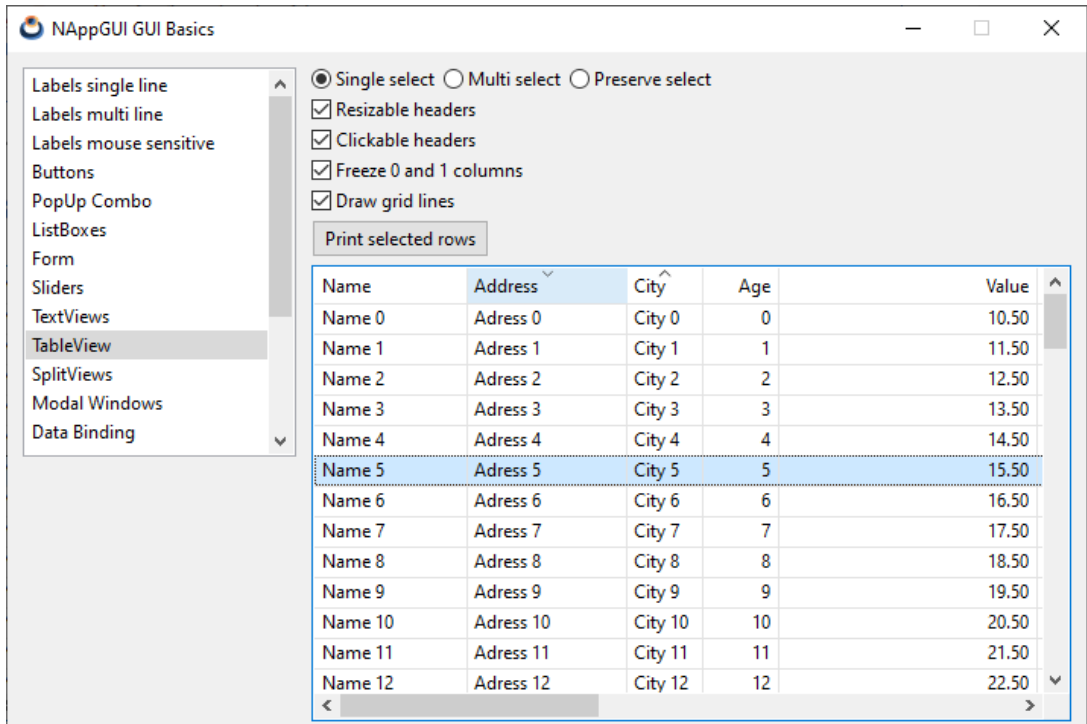 NAppGUI GUI Basics
Labels single line
Labels multi line
Labels mouse sensitive
Buttons
PopUp Combo
ListBoxes
Form
Sliders
TextViews
TableView
SplitViews
Modal Windows
Data Binding
Single select Multi select Preserve select
Resizable headers
Clickable headers
Freeze 0 and 1 columns
Draw grid lines
Print selected rows
Name Address City Age Value
Name 0 Adress 0 City 0 0 10.50
Name 1 Adress 1 City 1 1 11.50
Name 2 Adress 2 City 2 2 12.50
Name 3 Adress 3 City 3 3 13.50
Name 4 Adress 4 City 4 4 14.50
Name 5 Adress 5 City 5 5 15.50
Name 6 Adress 6 City 6 6 16.50
Name 7 Adress 7 City 7 7 17.50
Name 8 Adress 8 City 8 8 18.50
Name 9 Adress 9 City 9 9 19.50
Name 10 Adress 10 City 10 10 20.50
Name 11 Adress 11 City 11 11 21.50
Name 12 Adress 12 City 12 12 22.50